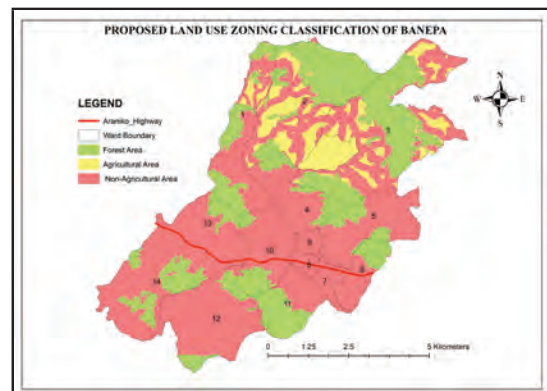 PROPOSED LAND USE ZONING CLASSIFICATION OF BANEPA
N
W E
S
LEGEND
Araniko_Highway
Ward Boundary
Forest Area
Agricultural Area
Non-Agricultural Area
1
2
3
4
5
13
9
10
8
6
7
14
11
12
0 1.25 2.5 5 Kilometers